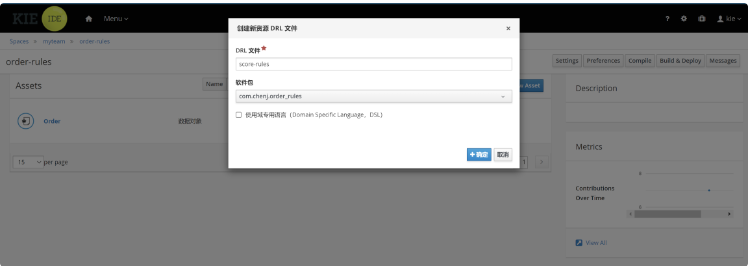 KIE IDE Menu kie
Spaces » myteam » order-rules
order-rules
Settings Preferences Compile Build & Deploy Messages
创建新资源 DRL 文件 ×
DRL 文件 *
score-rules
软件包
com.chenj.order_rules
使用域专用语言 (Domain Specific Language, DSL)
+ 确定 取消
Assets
Name
Asset
Order
数据对象
15 per page
1
Description
Metrics
Contributions
Over Time
0
0
View All